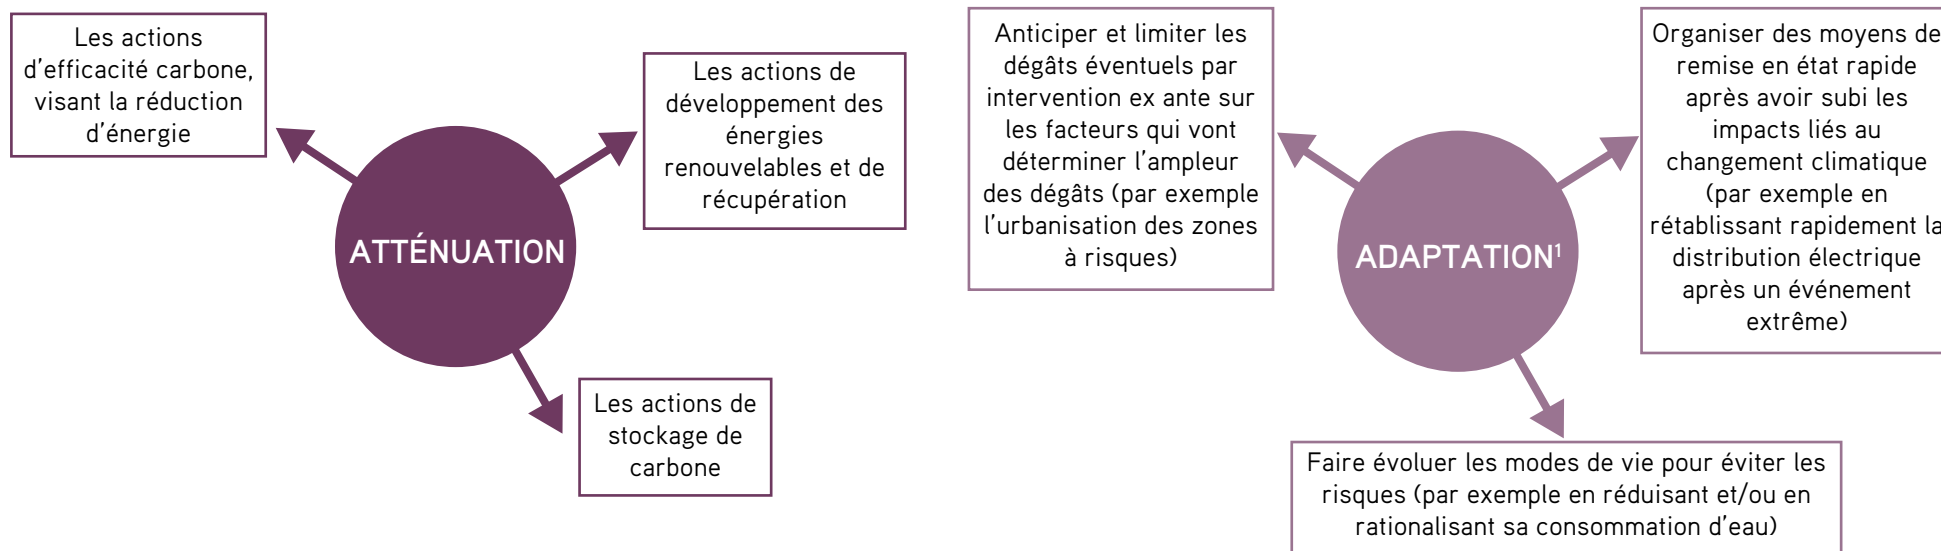 Les actions
d'efficacité carbone,
visant la réduction
d'énergie
Les actions de
développement des
énergies
renouvelables et de
récupération
ATTÉNUATION
Les actions de
stockage de
carbone
Anticiper et limiter les
dégâts éventuels par
intervention ex ante sur
les facteurs qui vont
déterminer l'ampleur
des dégâts (par exemple
l'urbanisation des zones
à risques)
Organiser des moyens de
remise en état rapide
après avoir subi les
impacts liés au
changement climatique
(par exemple en
rétablissant rapidement la
distribution électrique
après un événement
extrême)
ADAPTATION¹
Faire évoluer les modes de vie pour éviter les
risques (par exemple en réduisant et/ou en
rationalisant sa consommation d'eau)